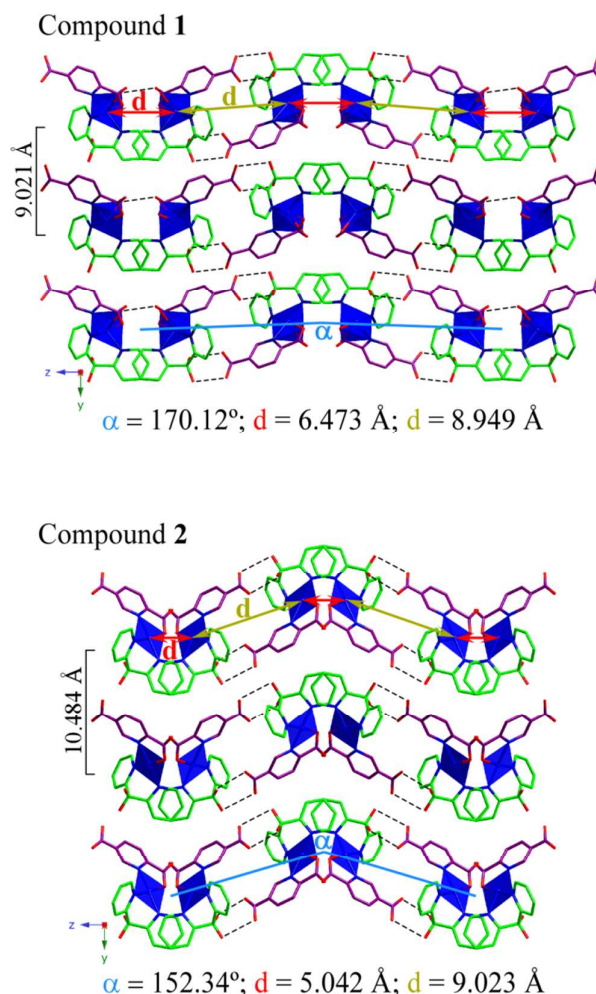 Compound 1
d
d
9.021 Å
α
z
y
α = 170.12º; d = 6.473 Å; d = 8.949 Å
Compound 2
d
d
10.484 Å
α
z
y
α = 152.34º; d = 5.042 Å; d = 9.023 Å